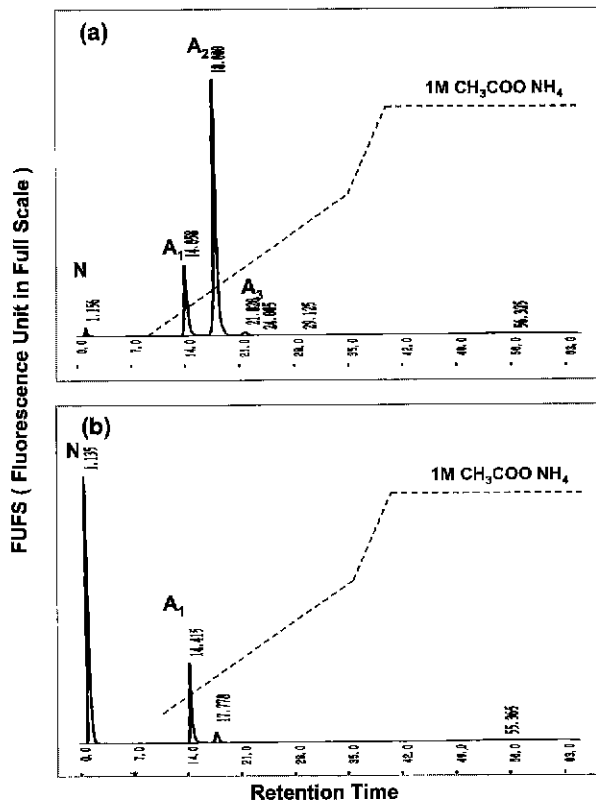 (a)
A2
18.000
1M CH3COO NH4
A1
14.058
N
1.156
A3
24.005
29.125
56.325
0.0 7.0 14.0 21.0 28.0 35.0 42.0 49.0 56.0 63.0
FUFS ( Fluorescence Unit in Full Scale )
(b)
N
1.135
1M CH3COO NH4
A1
14.415
17.778
55.365
0.0 7.0 14.0 21.0 28.0 35.0 42.0 49.0 56.0 63.0
Retention Time